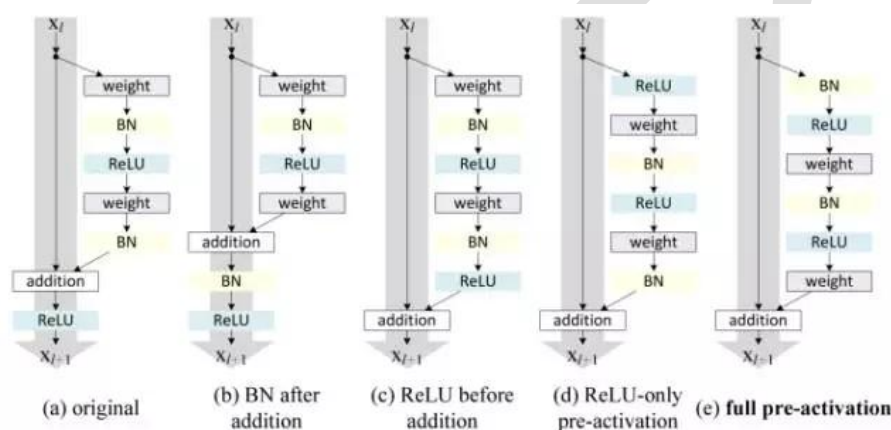 x_l
weight
BN
ReLU
weight
BN
addition
ReLU
x_{l+1}
(a) original
x_l
weight
BN
ReLU
weight
addition
BN
ReLU
x_{l+1}
(b) BN after
addition
x_l
weight
BN
ReLU
weight
BN
ReLU
addition
x_{l+1}
(c) ReLU before
addition
x_l
ReLU
weight
BN
ReLU
weight
BN
addition
x_{l+1}
(d) ReLU-only
pre-activation
x_l
BN
ReLU
weight
BN
ReLU
weight
addition
x_{l+1}
(e) full pre-activation